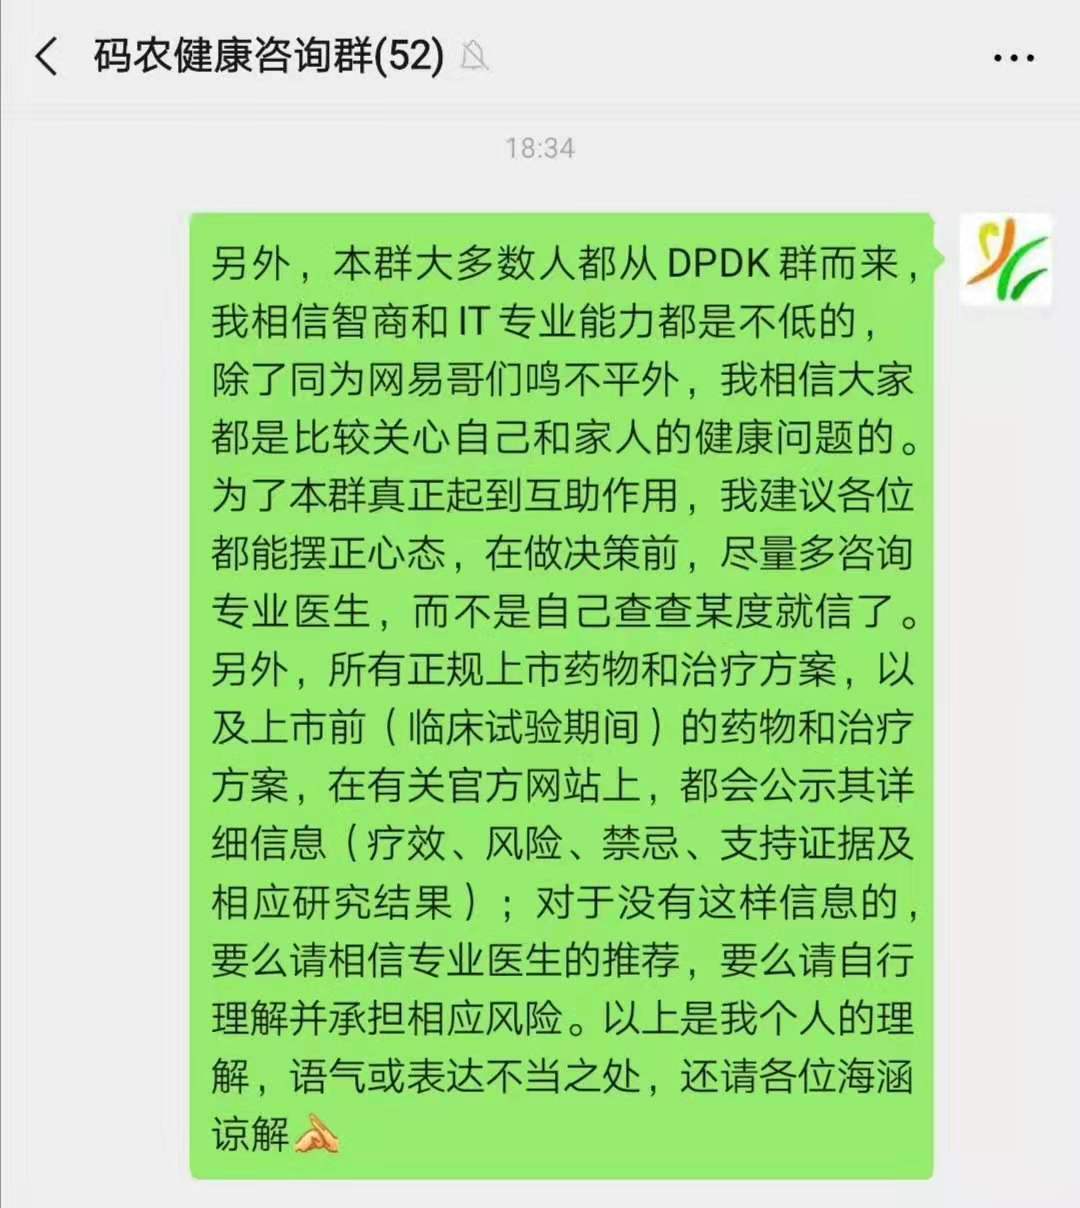 码农健康咨询群(52)
18:34
另外，本群大多数人都从DPDK群而来，
我相信智商和IT专业能力都是不低的，
除了同为网易哥们鸣不平外，我相信大家
都是比较关心自己和家人的健康问题的。
为了本群真正起到互助作用，我建议各位
都能摆正心态，在做决策前，尽量多咨询
专业医生，而不是自己查查某度就信了。
另外，所有正规上市药物和治疗方案，以
及上市前（临床试验期间）的药物和治疗
方案，在有关官方网站上，都会公示其详
细信息（疗效、风险、禁忌、支持证据及
相应研究结果）；对于没有这样信息的，
要么请相信专业医生的推荐，要么请自行
理解并承担相应风险。以上是我个人的理
解，语气或表达不当之处，还请各位海涵
谅解